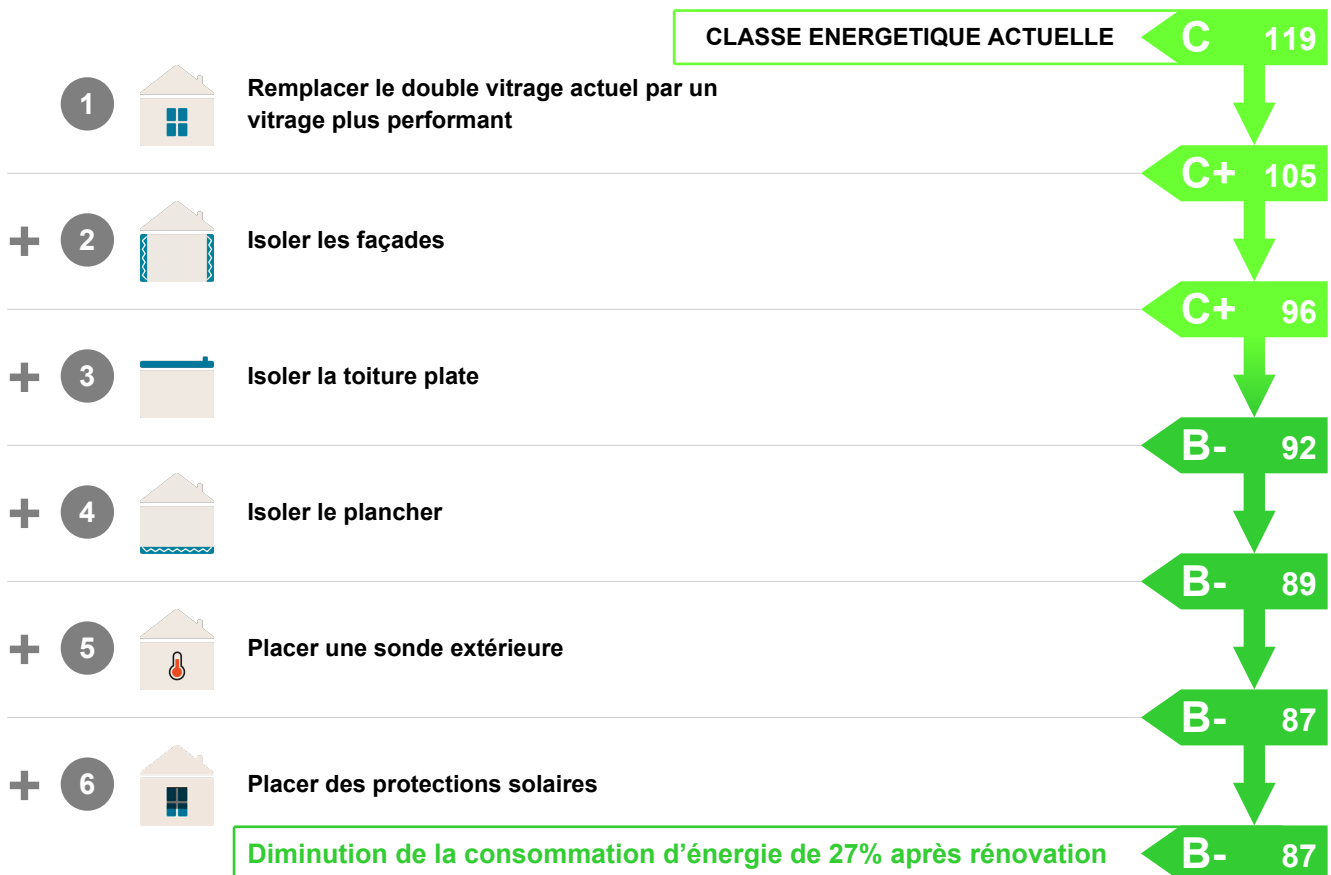 CLASSE ENERGETIQUE ACTUELLE C 119
1 Remplacer le double vitrage actuel par un
vitrage plus performant
C+ 105
+ 2 Isoler les façades
C+ 96
+ 3 Isoler la toiture plate
B- 92
+ 4 Isoler le plancher
B- 89
+ 5 Placer une sonde extérieure
B- 87
+ 6 Placer des protections solaires
Diminution de la consommation d’énergie de 27% après rénovation B- 87